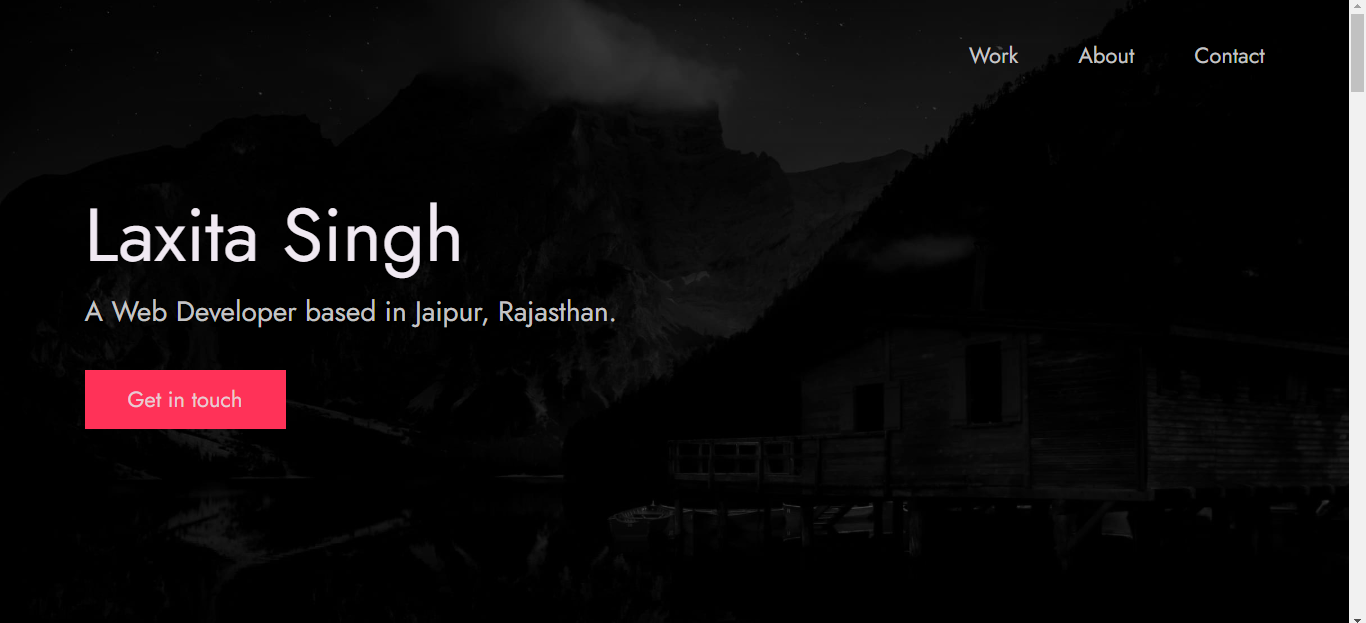 Work About Contact
Laxita Singh
A Web Developer based in Jaipur, Rajasthan.
Get in touch